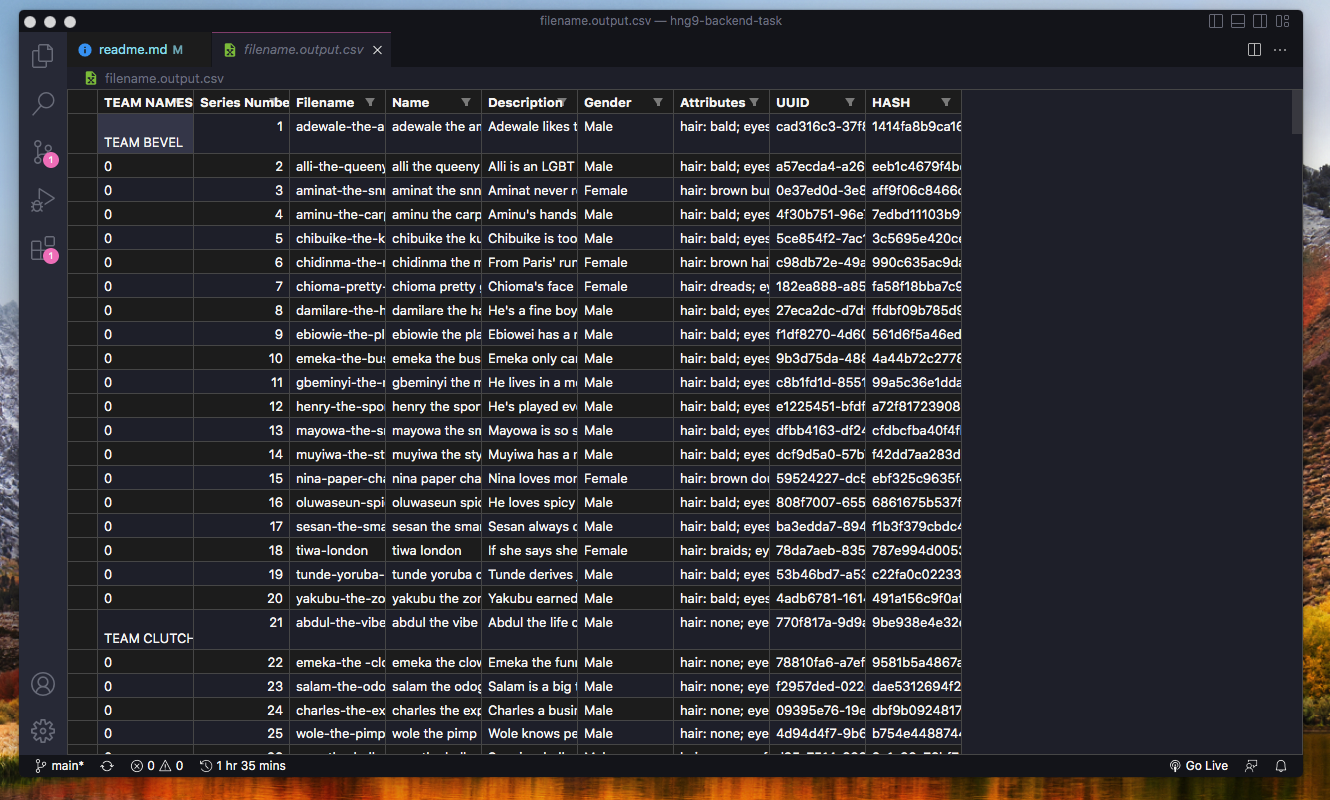 filename.output.csv — hng9-backend-task
readme.md M filename.output.csv
filename.output.csv
TEAM NAMES Series Numbe Filename Name Description Gender Attributes UUID HASH
TEAM BEVEL 1 adewale-the-a adewale the an Adewale likes t Male hair: bald; eyes cad316c3-37f8 1414fa8b9ca16
0 2 alli-the-queeny alli the queeny Alli is an LGBT Male hair: bald; eyes a57ecda4-a26 eeb1c4679f4b
0 3 aminat-the-snn aminat the snn Aminat never r Female hair: brown bur 0e37ed0d-3e8 aff9f06c8466c
0 4 aminu-the-carp aminu the carp Aminu's hands Male hair: bald; eyes 4f30b751-96e7 7edbd11103b9
0 5 chibuike-the-k chibuike the ku Chibuike is too Male hair: bald; eyes 5ce854f2-7ac1 3c5695e420ce
0 6 chidinma-the-r chidinma the m From Paris' run Female hair: brown hai c98db72e-49a 990c635ac9da
0 7 chioma-pretty- chioma pretty g Chioma's face Female hair: dreads; ey 182ea888-a85 fa58f18bba7c9
0 8 damilare-the-h damilare the ha He's a fine boy Male hair: bald; eyes 27eca2dc-d7d ffdbf09b785d9
0 9 ebiowie-the-pl ebiowie the pla Ebiowei has a r Male hair: bald; eyes f1df8270-4d60 561d6f5a46ed
0 10 emeka-the-bus emeka the bus Emeka only car Male hair: bald; eyes 9b3d75da-488 4a44b72c2778
0 11 gbeminyi-the-r gbeminyi the m He lives in a mo Male hair: bald; eyes c8b1fd1d-8551 99a5c36e1dda
0 12 henry-the-spo henry the spor He's played eve Male hair: bald; eyes e1225451-bfdf a72f81723908
0 13 mayowa-the-s mayowa the sm Mayowa is so s Male hair: bald; eyes dfbb4163-df24 cfdbcfba40f4f
0 14 muyiwa-the-st muyiwa the sty Muyiwa has a r Male hair: bald; eyes dcf9d5a0-57b f42dd7aa283d
0 15 nina-paper-cha nina paper cha Nina loves mor Female hair: brown dou 59524227-dc5 ebf325c9635f
0 16 oluwaseun-spi oluwaseun spic He loves spicy Male hair: bald; eyes 808f7007-655 6861675b537f
0 17 sesan-the-sma sesan the smar Sesan always c Male hair: bald; eyes ba3edda7-894 f1b3f379cbdc4
0 18 tiwa-london tiwa london If she says she Female hair: braids; ey 78da7aeb-835 787e994d0053
0 19 tunde-yoruba- tunde yoruba d Tunde derives Male hair: bald; eyes 53b46bd7-a53 c22fa0c02233
0 20 yakubu-the-zo yakubu the zor Yakubu earned Male hair: bald; eyes 4adb6781-1614 491a156c9f0af
TEAM CLUTCH 21 abdul-the-vibe abdul the vibe Abdul the life c Male hair: none; eye 770f817a-9d9a 9be938e4e32
0 22 emeka-the -clo emeka the clow Emeka the funr Male hair: none; eye 78810fa6-a7ef 9581b5a4867a
0 23 salam-the-odo salam the odog Salam is a big t Male hair: none; eye f2957ded-022 dae5312694f2
0 24 charles-the-ex charles the exp Charles a busir Male hair: none; eye 09395e76-19e dbf9b0924817
0 25 wole-the-pimp wole the pimp Wole knows pe Male hair: none; eye 4d94d4f7-9b6 b754e4488744
main* 0 0 1 hr 35 mins Go Live